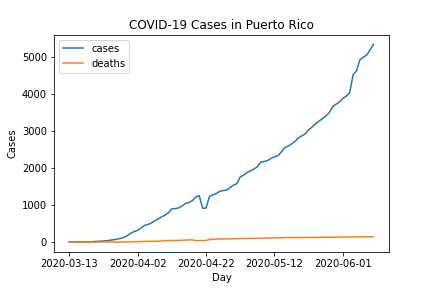 COVID-19 Cases in Puerto Rico
cases
deaths
Cases
5000
4000
3000
2000
1000
0
2020-03-13 2020-04-02 2020-04-22 2020-05-12 2020-06-01
Day